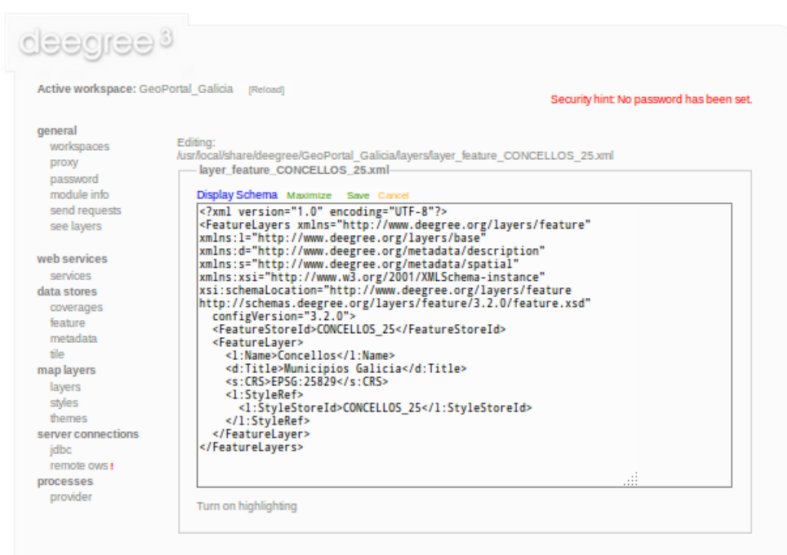 deegree 3
Active workspace: GeoPortal_Galicia [Reload]
Security hint: No password has been set.
general
workspaces
proxy
password
module info
send requests
see layers
web services
services
data stores
coverages
feature
metadata
tile
map layers
layers
styles
themes
server connections
jdbc
remote ows !
processes
provider
Editing:
/usr/local/share/deegree/GeoPortal_Galicia/layers/layer_feature_CONCELLOS_25.xml
layer_feature_CONCELLOS_25.xml
Display Schema Maximize Save Cancel
<?xml version="1.0" encoding="UTF-8"?>
<FeatureLayers xmlns="http://www.deegree.org/layers/feature"
xmlns:l="http://www.deegree.org/layers/base"
xmlns:d="http://www.deegree.org/metadata/description"
xmlns:s="http://www.deegree.org/metadata/spatial"
xmlns:xsi="http://www.w3.org/2001/XMLSchema-instance"
xsi:schemaLocation="http://www.deegree.org/layers/feature
http://schemas.deegree.org/layers/feature/3.2.0/feature.xsd"
configVersion="3.2.0">
<FeatureStoreId>CONCELLOS_25</FeatureStoreId>
<FeatureLayer>
<l:Name>Concellos</l:Name>
<d:Title>Municipios Galicia</d:Title>
<s:CRS>EPSG:25829</s:CRS>
<l:StyleRef>
<l:StyleStoreId>CONCELLOS_25</l:StyleStoreId>
</l:StyleRef>
</FeatureLayer>
</FeatureLayers>
Turn on highlighting